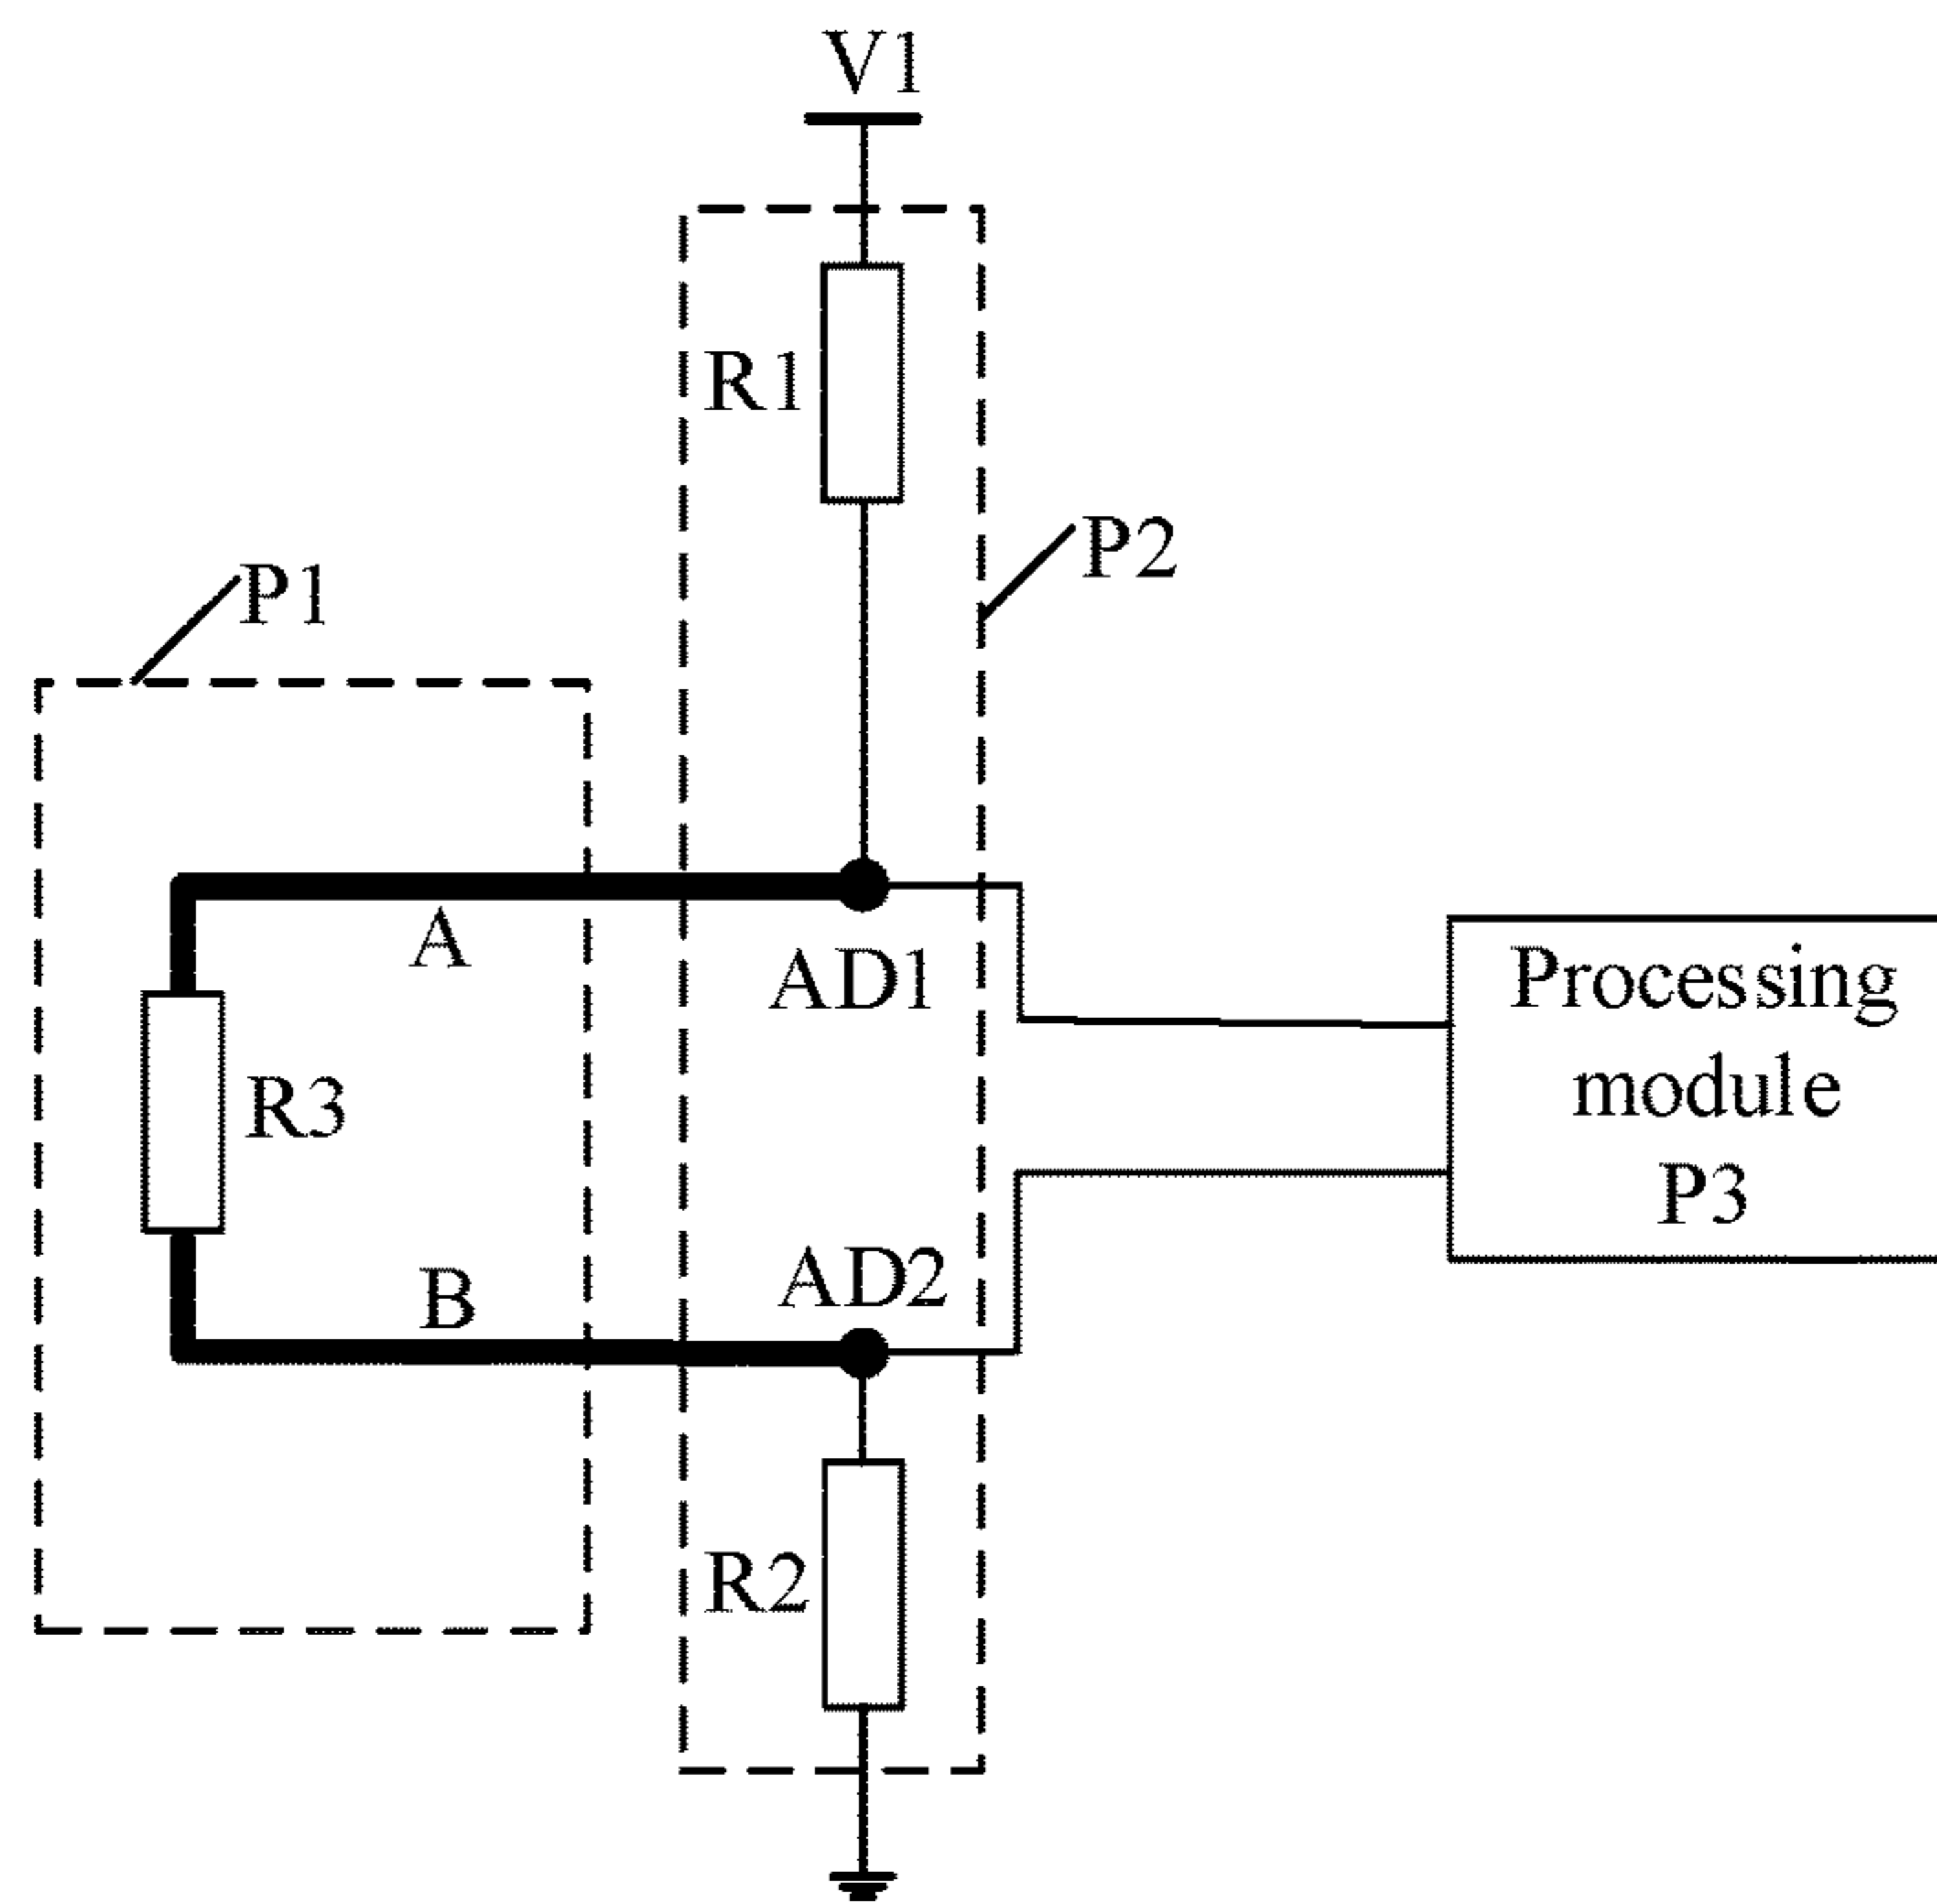 V1
R1
P2
P1
A
AD1
Processing
module
P3
R3
AD2
B
R2